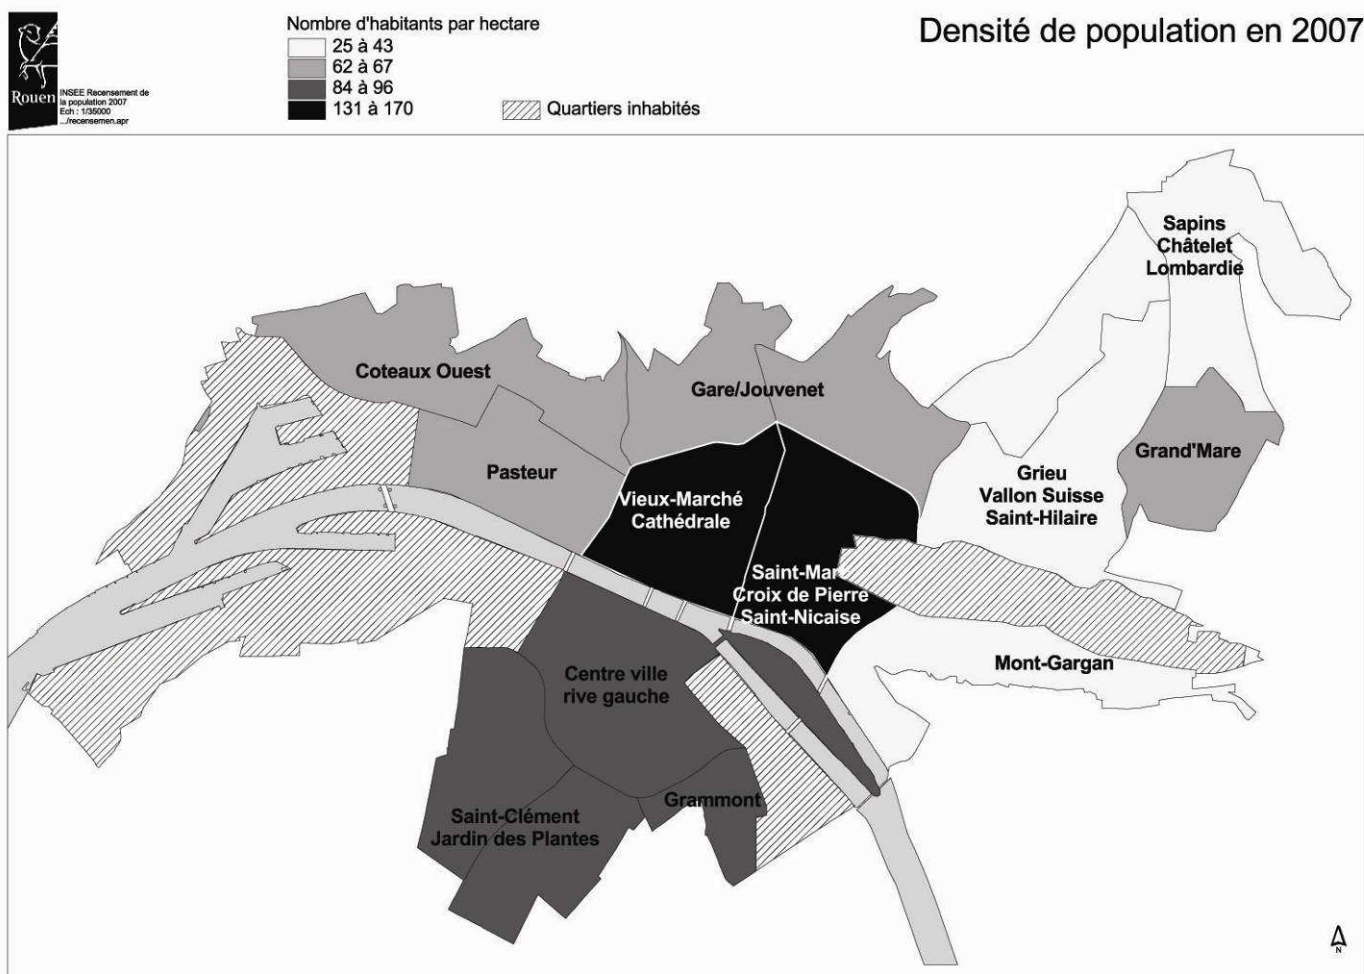 Densité de population en 2007
Nombre d'habitants par hectare
25 à 43
62 à 67
84 à 96
131 à 170
Quartiers inhabités
Rouen
INSEE Recensement de
la population 2007
Ech : 1/35000
.../recensemen.apr
Sapins
Châtelet
Lombardie
Coteaux Ouest
Gare/Jouvenet
Grand'Mare
Pasteur
Grieu
Vallon Suisse
Saint-Hilaire
Vieux-Marché
Cathédrale
Saint-Marc
Croix de Pierre
Saint-Nicaise
Mont-Gargan
Centre ville
rive gauche
Grammont
Saint-Clément
Jardin des Plantes
N